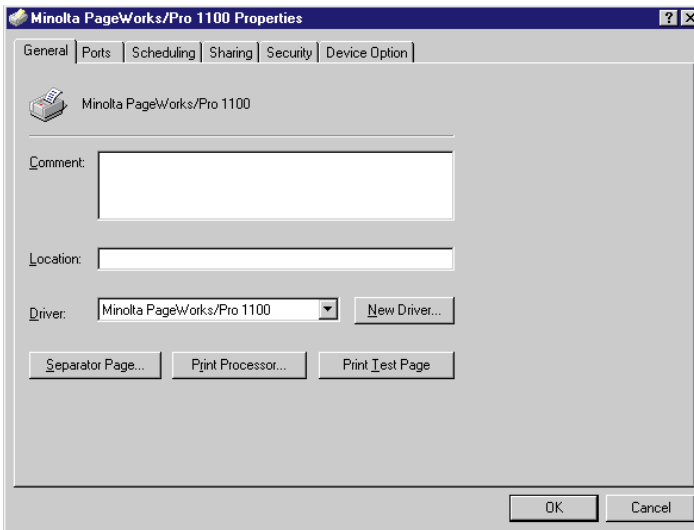 Minolta PageWorks/Pro 1100 Properties
General Ports Scheduling Sharing Security Device Option
Minolta PageWorks/Pro 1100
Comment:
Location:
Driver: Minolta PageWorks/Pro 1100 New Driver...
Separator Page... Print Processor... Print Test Page
OK Cancel